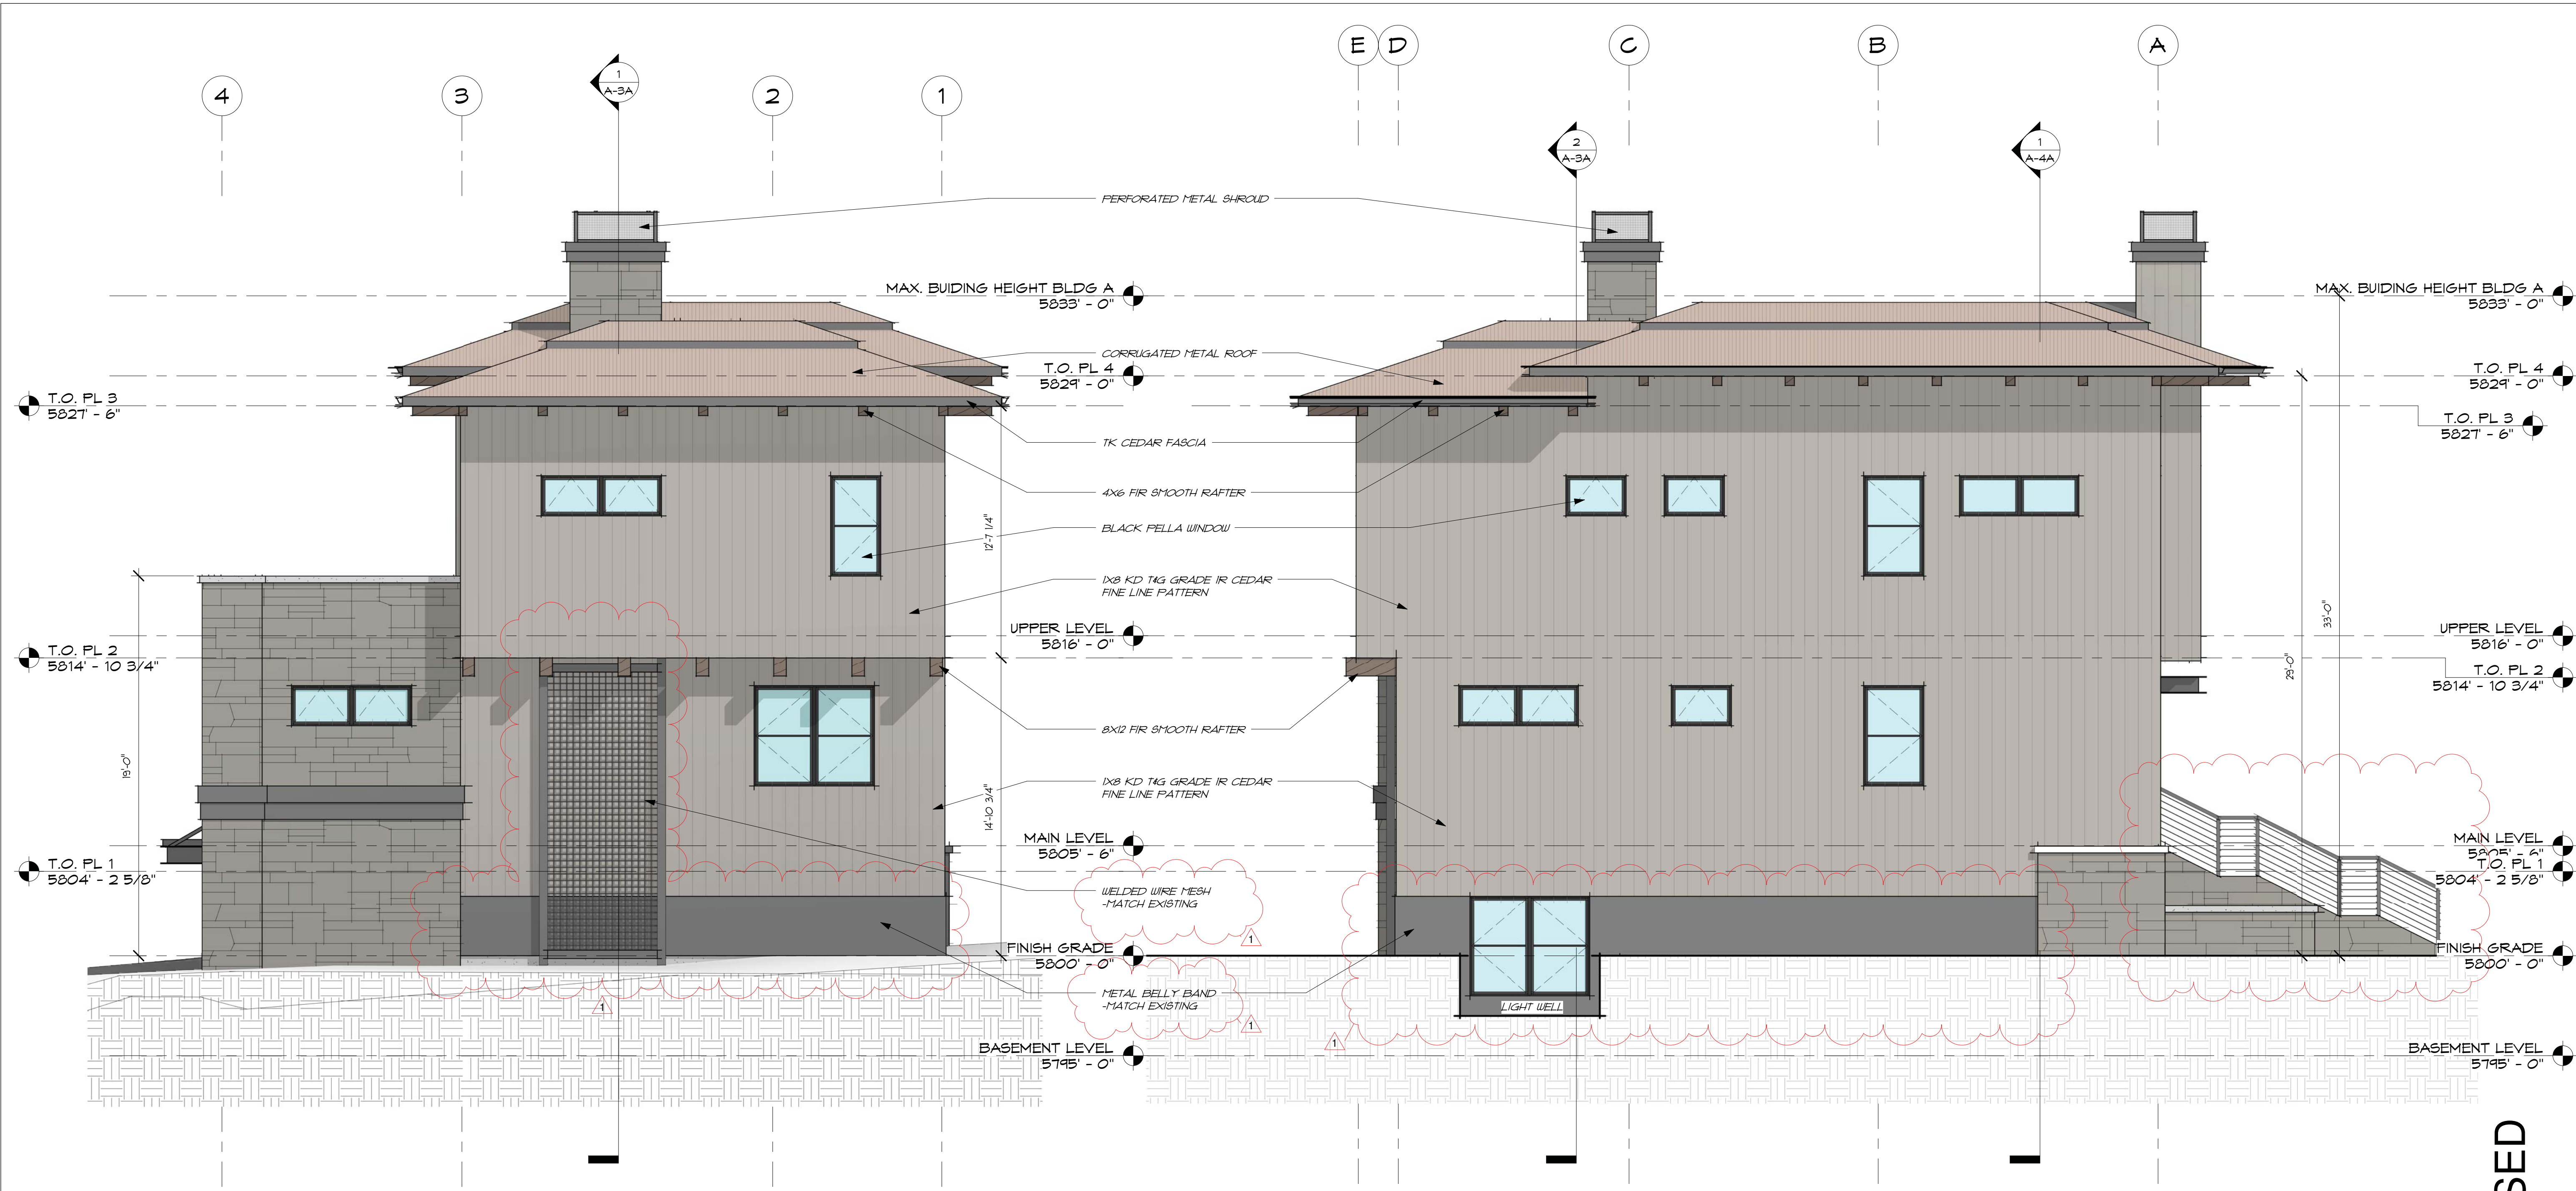 E D C B A
4 3 2 1
1
A-3A
2
A-3A
1
A-4A
PERFORATED METAL SHROUD
MAX. BUIDING HEIGHT BLDG A
5833' - 0"
MAX. BUIDING HEIGHT BLDG A
5833' - 0"
CORRUGATED METAL ROOF
T.O. PL 4
5829' - 0"
T.O. PL 4
5829' - 0"
T.O. PL 3
5827' - 6"
T.O. PL 3
5827' - 6"
TK CEDAR FASCIA
4X6 FIR SMOOTH RAFTER
BLACK PELLA WINDOW
12'-7 1/4"
1X8 KD T&G GRADE 1R CEDAR
FINE LINE PATTERN
33'-0"
UPPER LEVEL
5816' - 0"
UPPER LEVEL
5816' - 0"
T.O. PL 2
5814' - 10 3/4"
29'-0"
T.O. PL 2
5814' - 10 3/4"
8X12 FIR SMOOTH RAFTER
19'-0"
1X8 KD T&G GRADE 1R CEDAR
FINE LINE PATTERN
14'-10 3/4"
MAIN LEVEL
5805' - 6"
MAIN LEVEL
5805' - 6"
T.O. PL 1
5804' - 2 5/8"
T.O. PL 1
5804' - 2 5/8"
WELDED WIRE MESH
-MATCH EXISTING
1
FINISH GRADE
5800' - 0"
FINISH GRADE
5800' - 0"
METAL BELLY BAND
-MATCH EXISTING
1
LIGHT WELL
1
1
BASEMENT LEVEL
5795' - 0"
BASEMENT LEVEL
5795' - 0"
SED